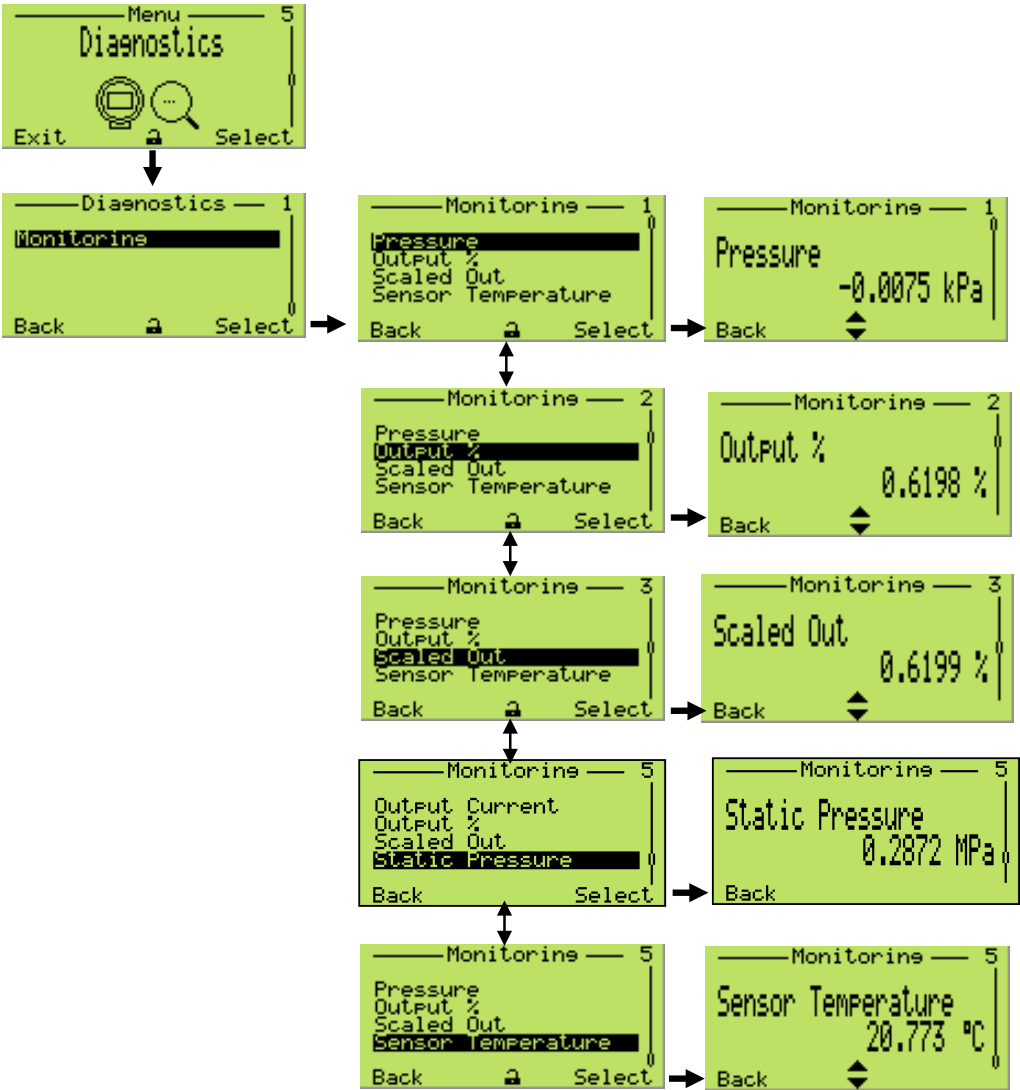 Menu 5
Diagnostics
Exit Select
Diagnostics 1
Monitoring
Back Select
Monitoring 1
Pressure
Output %
Scaled Out
Sensor Temperature
Back Select
Monitoring 1
Pressure
-0.0075 kPa
Back
Monitoring 2
Pressure
Output %
Scaled Out
Sensor Temperature
Back Select
Monitoring 2
Output %
0.6198 %
Back
Monitoring 3
Pressure
Output %
Scaled Out
Sensor Temperature
Back Select
Monitoring 3
Scaled Out
0.6199 %
Back
Monitoring 5
Output Current
Output %
Scaled Out
Static Pressure
Back Select
Monitoring 5
Static Pressure
0.2872 MPa
Back
Monitoring 5
Pressure
Output %
Scaled Out
Sensor Temperature
Back Select
Monitoring 5
Sensor Temperature
20.773 ºC
Back